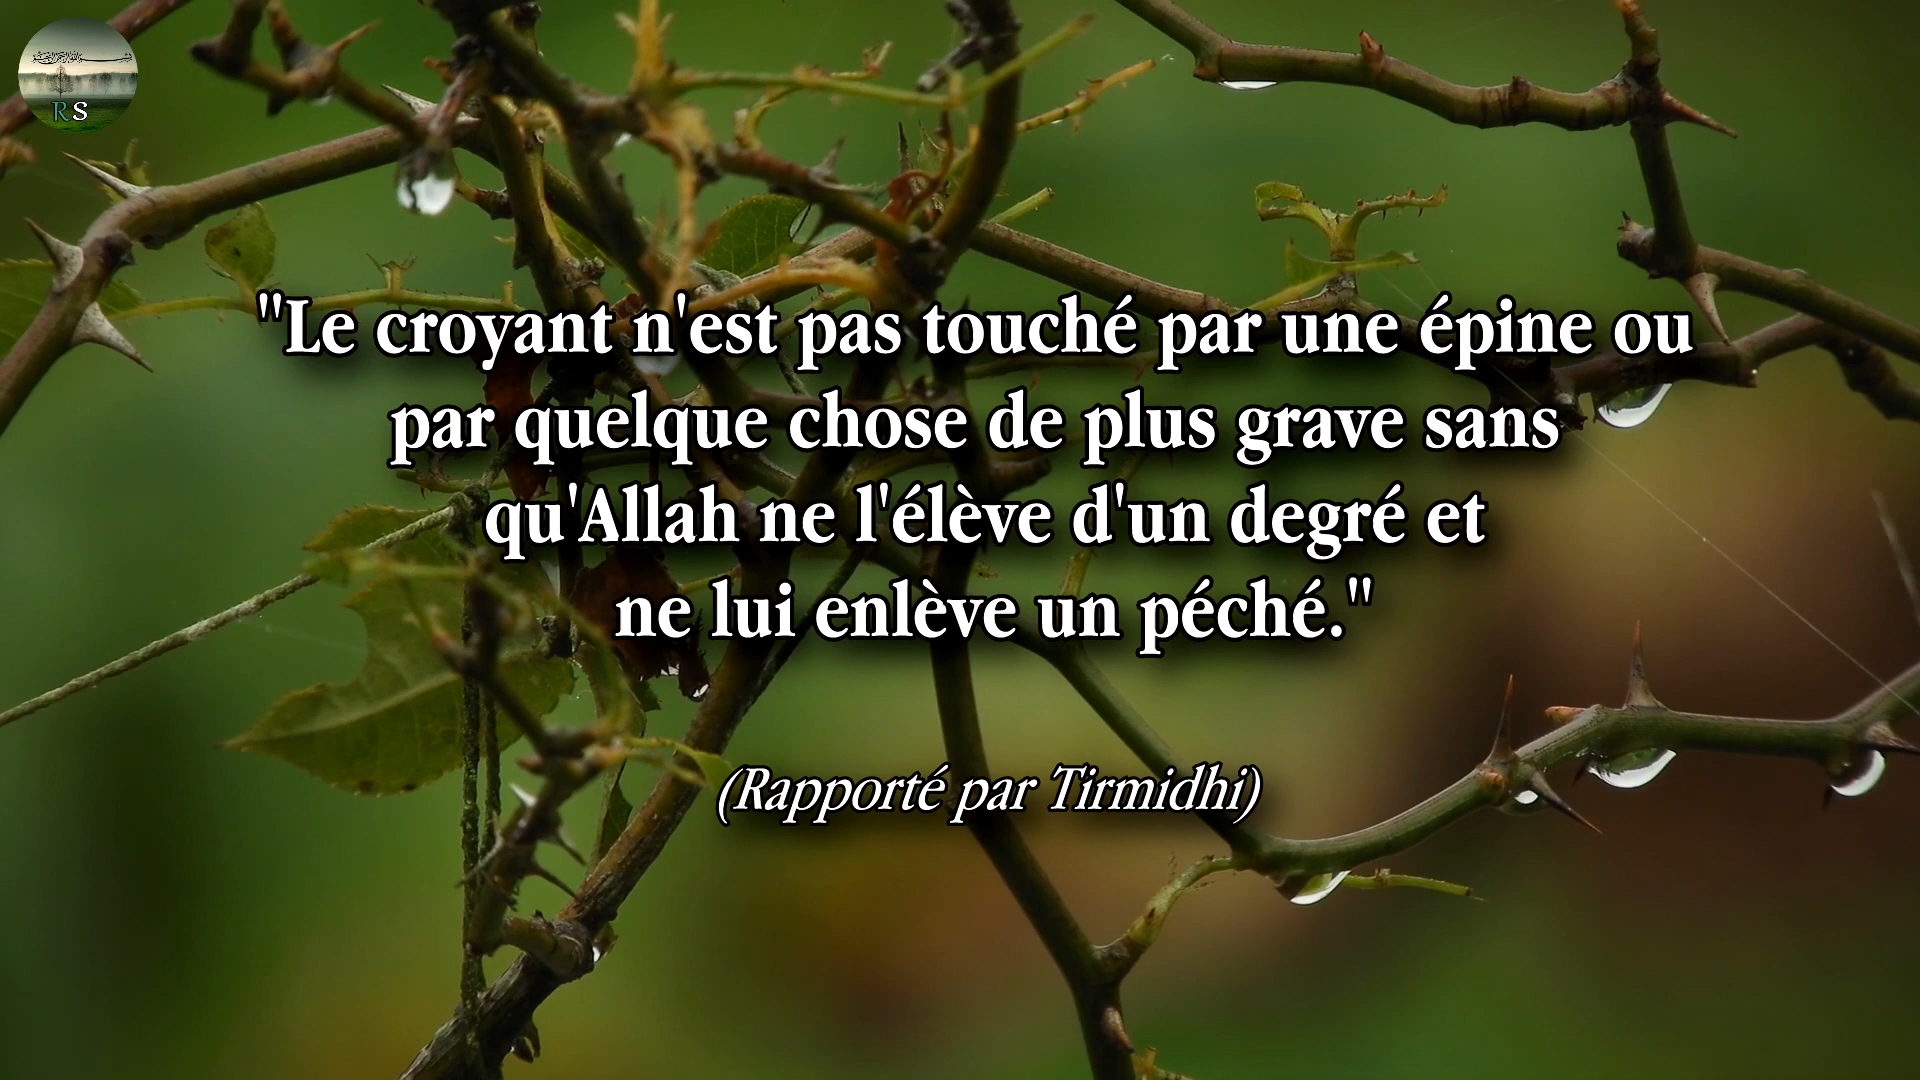 RS
"Le croyant n'est pas touché par une épine ou
par quelque chose de plus grave sans
qu'Allah ne l'élève d'un degré et
ne lui enlève un péché."
(Rapporté par Tirmidhi)